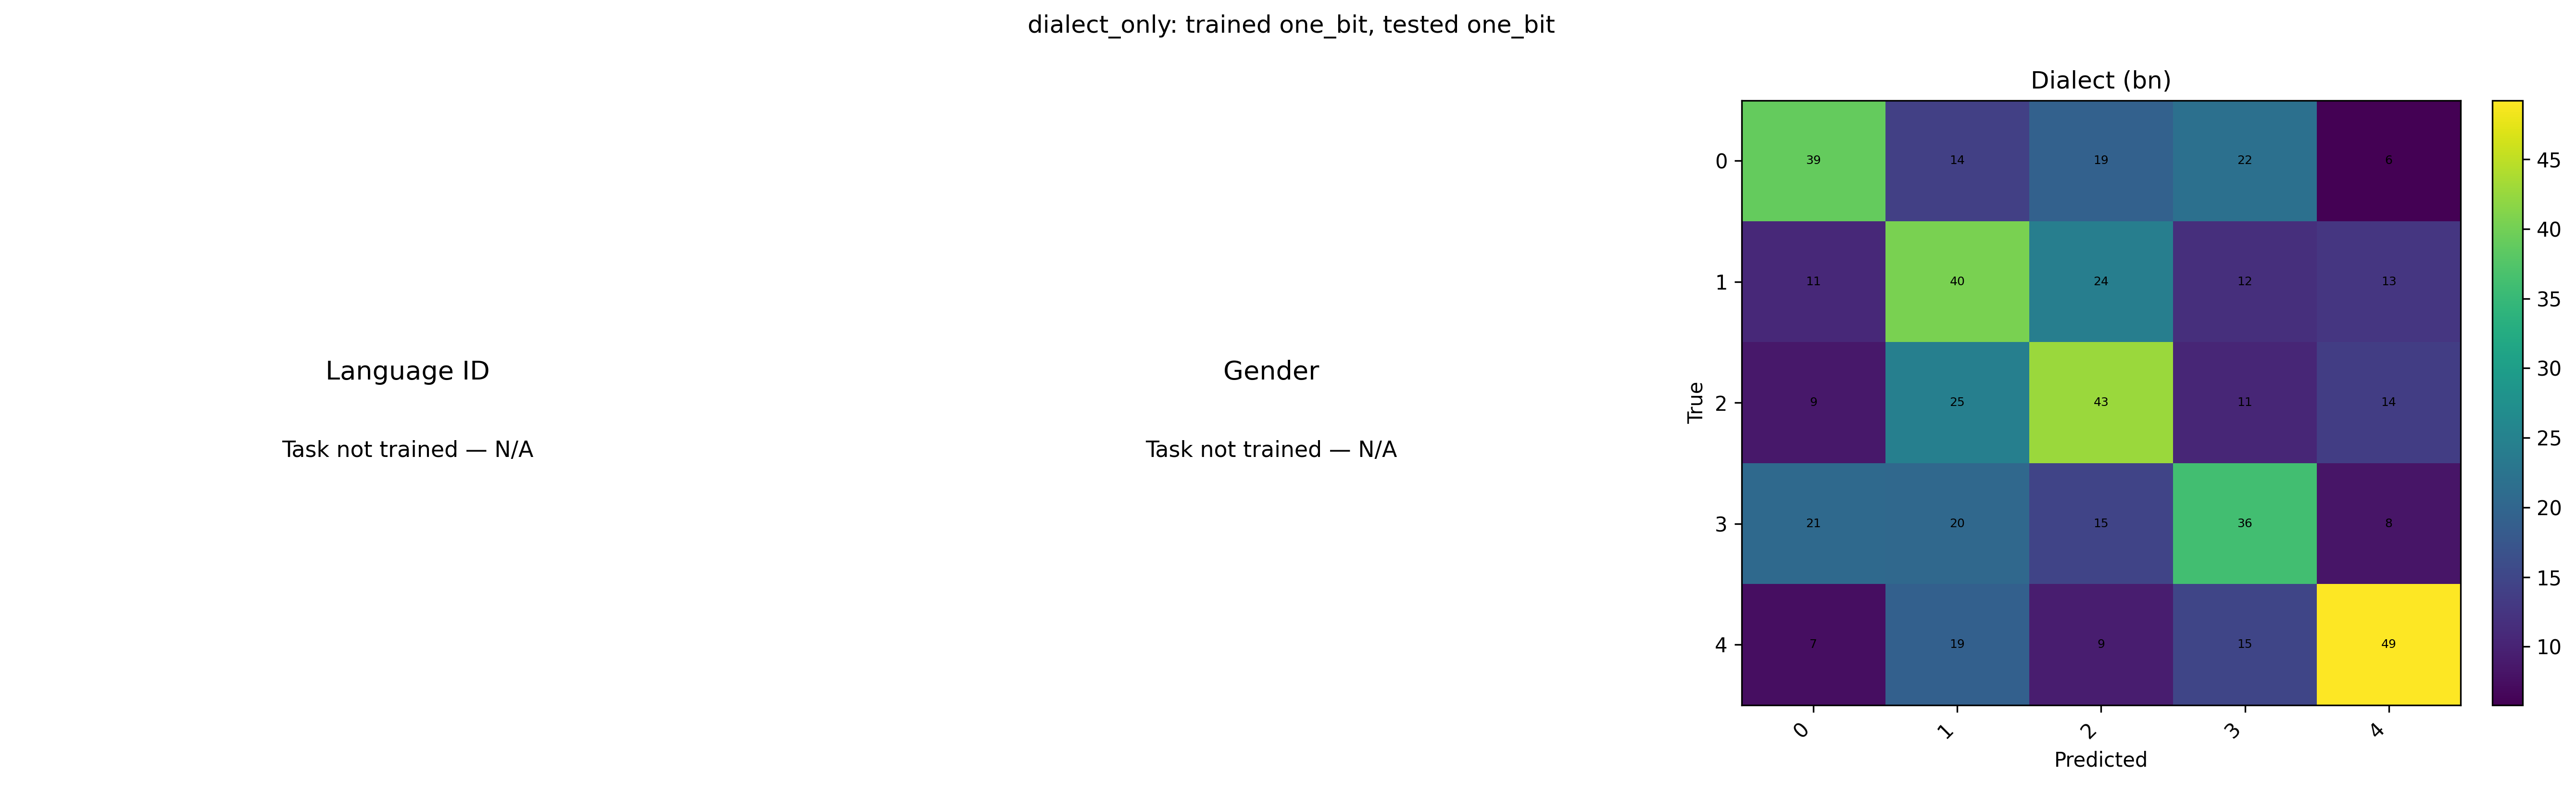 dialect_only: trained one_bit, tested one_bit
Language ID
Task not trained — N/A
Gender
Task not trained — N/A
Dialect (bn)
True
0 39 14 19 22 6
1 11 40 24 12 13
2 9 25 43 11 14
3 21 20 15 36 8
4 7 19 9 15 49
0 1 2 3 4
Predicted
45
40
35
30
25
20
15
10